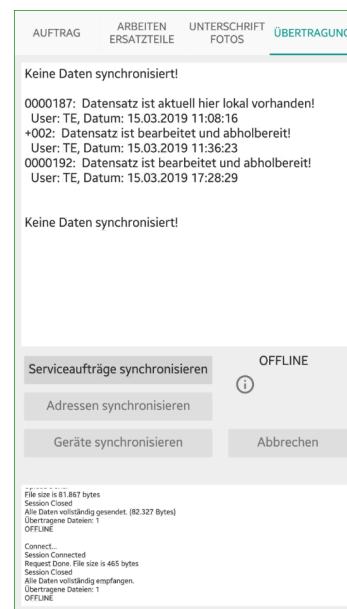 AUFTRAG
ARBEITEN
ERSATZTEILE
UNTERSCHRIFT
FOTOS
ÜBERTRAGUNG
Keine Daten synchronisiert!
0000187: Datensatz ist aktuell hier lokal vorhanden!
User: TE, Datum: 15.03.2019 11:08:16
+002: Datensatz ist bearbeitet und abholbereit!
User: TE, Datum: 15.03.2019 11:36:23
0000192: Datensatz ist bearbeitet und abholbereit!
User: TE, Datum: 15.03.2019 17:28:29
Keine Daten synchronisiert!
Serviceaufträge synchronisieren
OFFLINE
Adressen synchronisieren
Geräte synchronisieren
Abbrechen
File size is 81.867 bytes
Session Closed
Alle Daten vollständig gesendet. (82.327 Bytes)
Übertragene Dateien: 1
OFFLINE
Connect...
Session Connected
Request Done. File size is 465 bytes
Session Closed
Alle Daten vollständig empfangen.
Übertragene Dateien: 1
OFFLINE